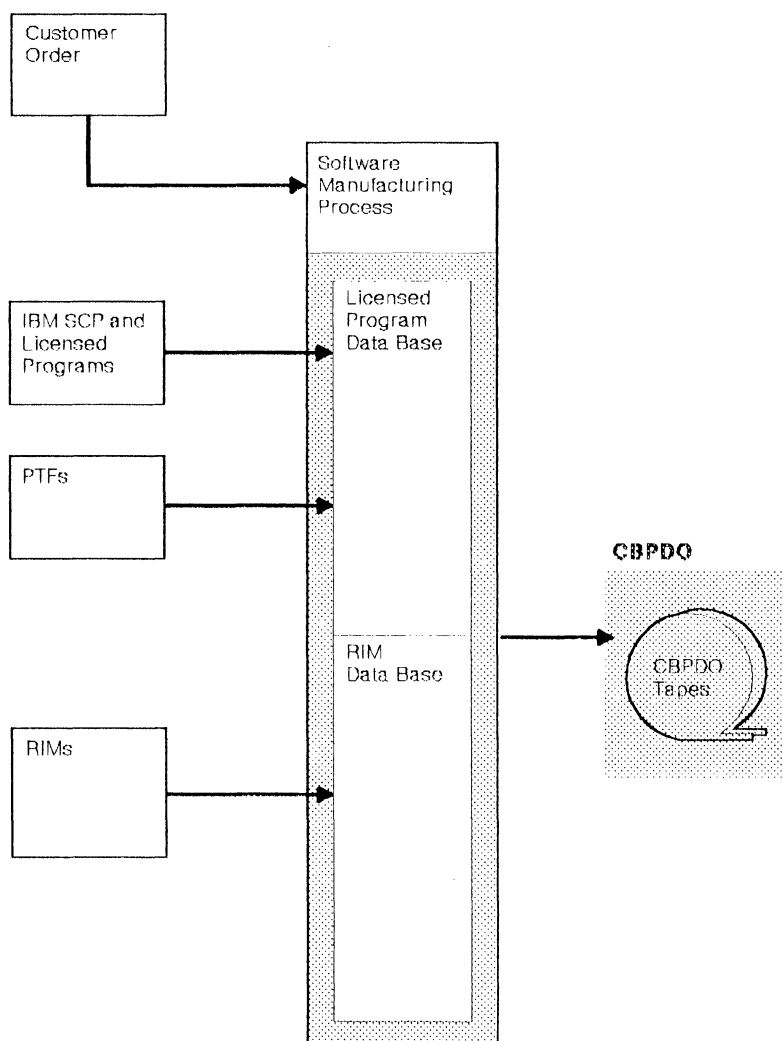 Customer
Order
Software
Manufacturing
Process
IBM SCP and
Licensed
Programs
Licensed
Program
Data Base
PTFs
CBPDO
CBPDO
Tapes
RIM
Data Base
RIMs